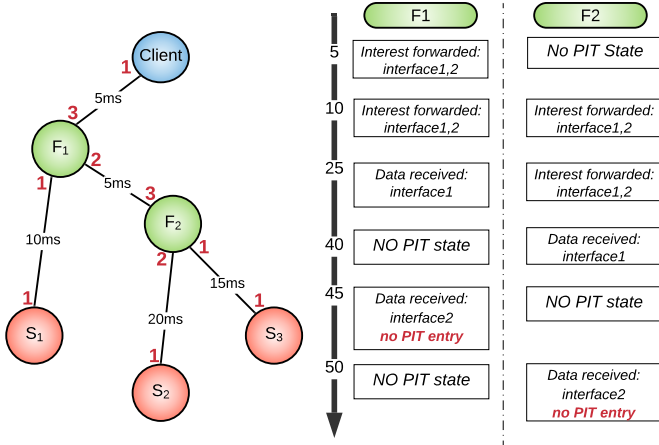 Client
1
5ms
3
F1
2
1
5ms
3
F2
2
1
10ms
15ms
20ms
1
S1
1
S3
1
S2
F1
F2
5
Interest forwarded:
interface1,2
No PIT State
10
Interest forwarded:
interface1,2
Interest forwarded:
interface1,2
25
Data received:
interface1
Interest forwarded:
interface1,2
40
NO PIT state
Data received:
interface1
45
Data received:
interface2
no PIT entry
NO PIT state
50
NO PIT state
Data received:
interface2
no PIT entry